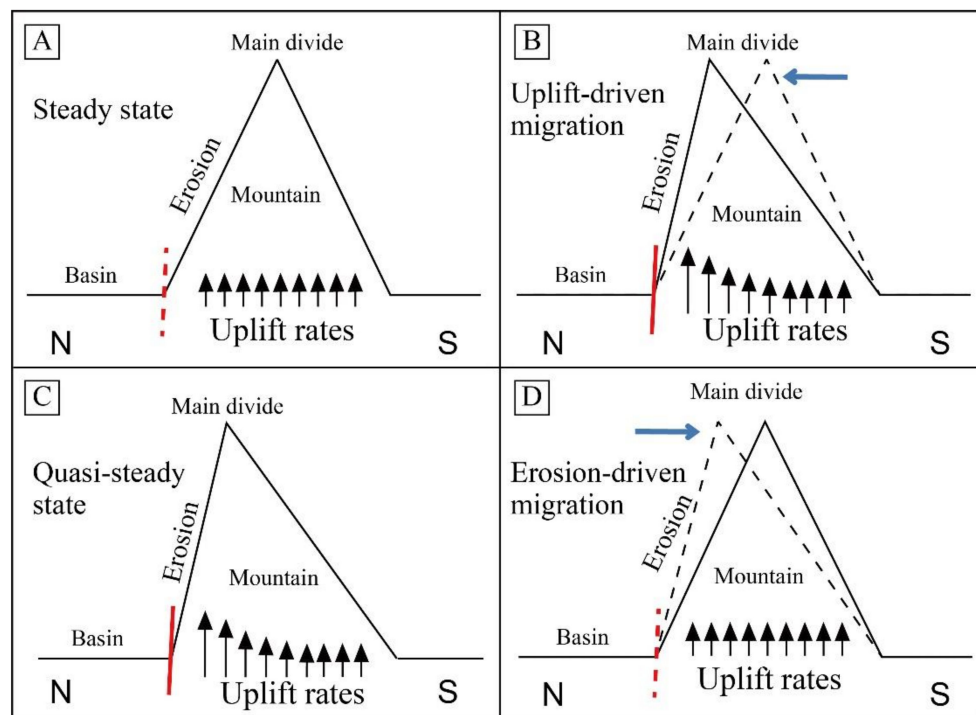 A
Main divide
Steady state
Erosion
Mountain
Basin
Uplift rates
N
S
B
Main divide
Uplift-driven
migration
Erosion
Mountain
Basin
Uplift rates
N
S
C
Main divide
Quasi-steady
state
Erosion
Mountain
Basin
Uplift rates
N
S
D
Main divide
Erosion-driven
migration
Erosion
Mountain
Basin
Uplift rates
N
S